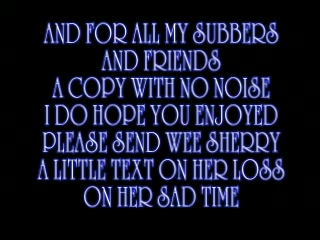 AND FOR ALL MY SUBBERS
AND FRIENDS
A COPY WITH NO NOISE
I DO HOPE YOU ENJOYED
PLEASE SEND WEE SHERRY
A LITTLE TEXT ON HER LOSS
ON HER SAD TIME